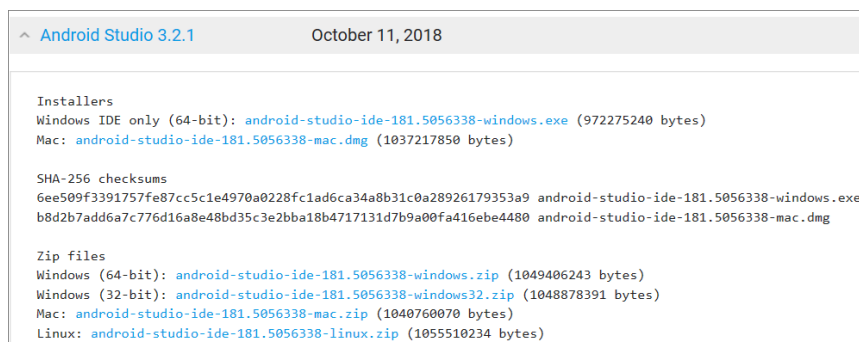 Android Studio 3.2.1 October 11, 2018
Installers
Windows IDE only (64-bit): android-studio-ide-181.5056338-windows.exe (972275240 bytes)
Mac: android-studio-ide-181.5056338-mac.dmg (1037217850 bytes)
SHA-256 checksums
6ee509f3391757fe87cc5c1e4970a0228fc1ad6ca34a8b31c0a28926179353a9 android-studio-ide-181.5056338-windows.exe
b8d2b7add6a7c776d16a8e48bd35c3e2bba18b4717131d7b9a00fa416ebe4480 android-studio-ide-181.5056338-mac.dmg
Zip files
Windows (64-bit): android-studio-ide-181.5056338-windows.zip (1049406243 bytes)
Windows (32-bit): android-studio-ide-181.5056338-windows32.zip (1048878391 bytes)
Mac: android-studio-ide-181.5056338-mac.zip (1040760070 bytes)
Linux: android-studio-ide-181.5056338-linux.zip (1055510234 bytes)